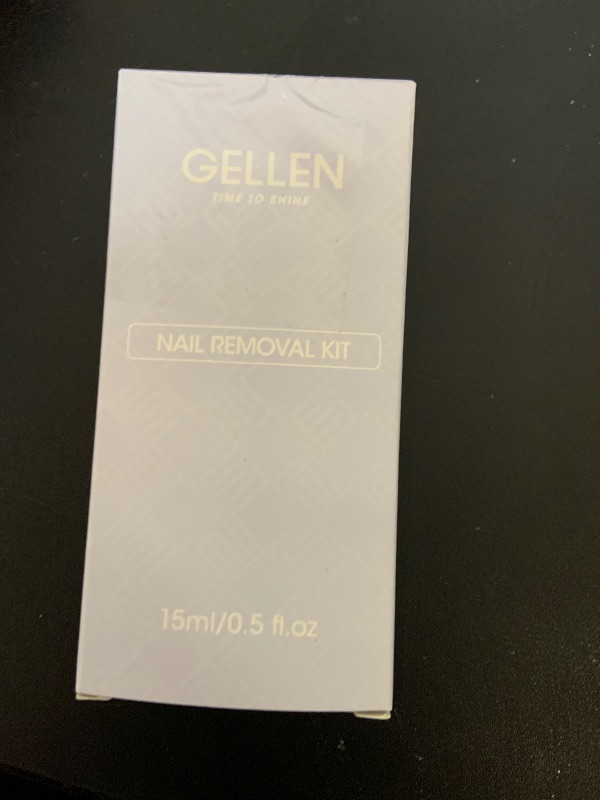 GELLEN
TIME TO SHINE
NAIL REMOVAL KIT
15ml/0.5 fl.oz